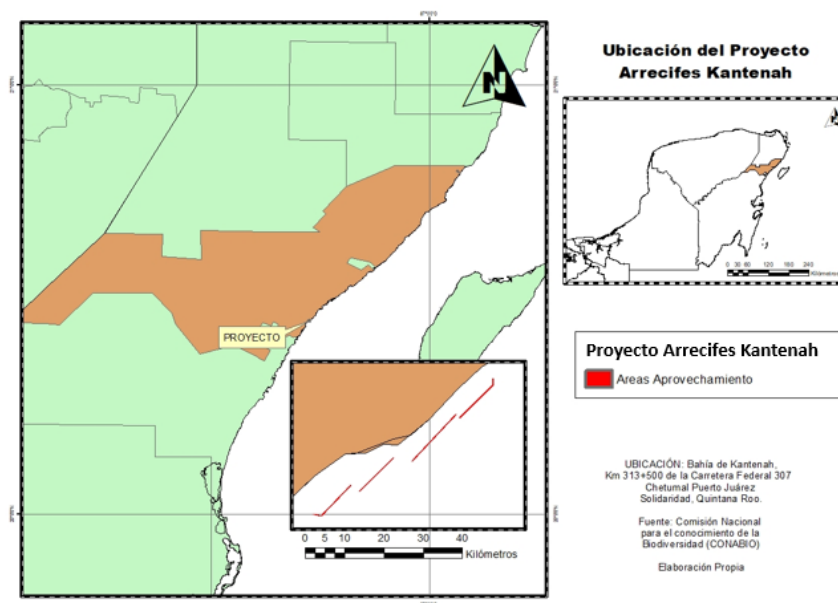 Ubicación del Proyecto
Arrecifes Kantenah
N
N
0 30 60 120 180 240
Kilómetros
PROYECTO
Proyecto Arrecifes Kantenah
Areas Aprovechamiento
0 5 10 20 30 40
Kilómetros
UBICACIÓN: Bahía de Kantenah,
Km 313+500 de la Carretera Federal 307
Chetumal Puerto Juárez
Solidaridad, Quintana Roo.
Fuente: Comisión Nacional
para el conocimiento de la
Biodiversidad (CONABIO)
Elaboración Propia